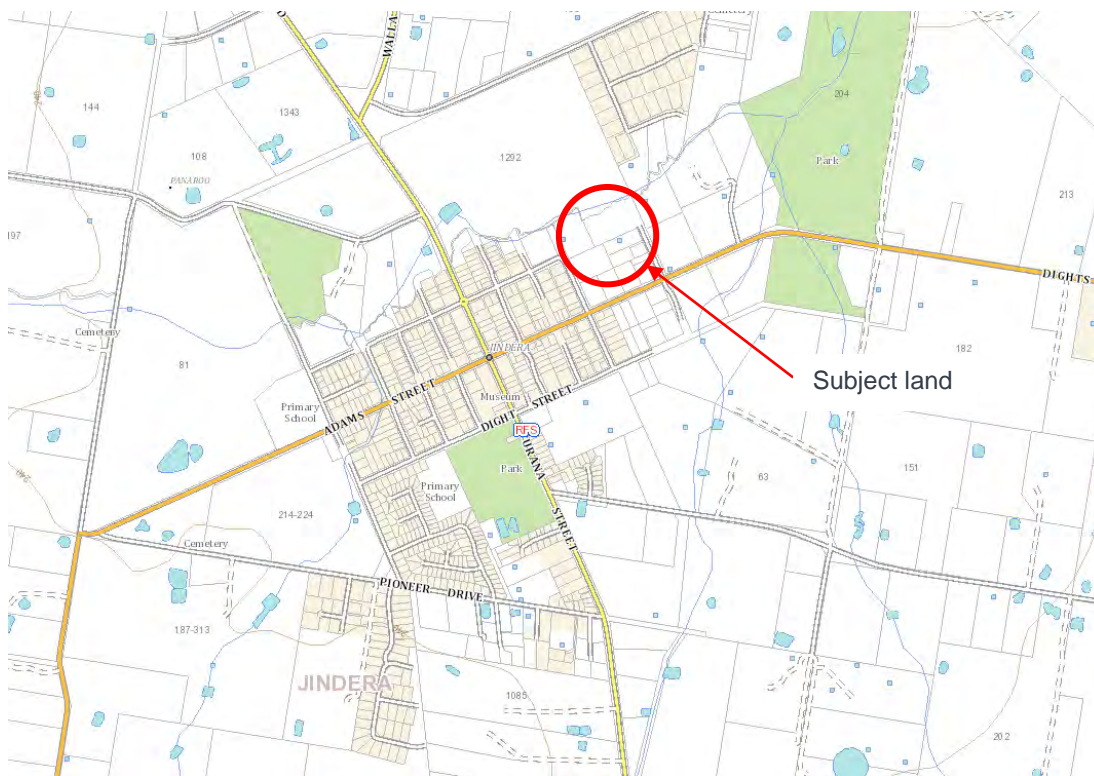 Cemetery
WALLA
144
1343
204
108
1202
Park
PANAROO
213
197
DIGHTS
Cemetery
JINDERA
81
182
Subject land
Primary
School
ADAMS STREET
Museum
DIGHT STREET
RFS
URANA STREET
Park
63
151
Primary
School
214-224
Cemetery
PIONEER DRIVE
187-313
JINDERA
1085
202